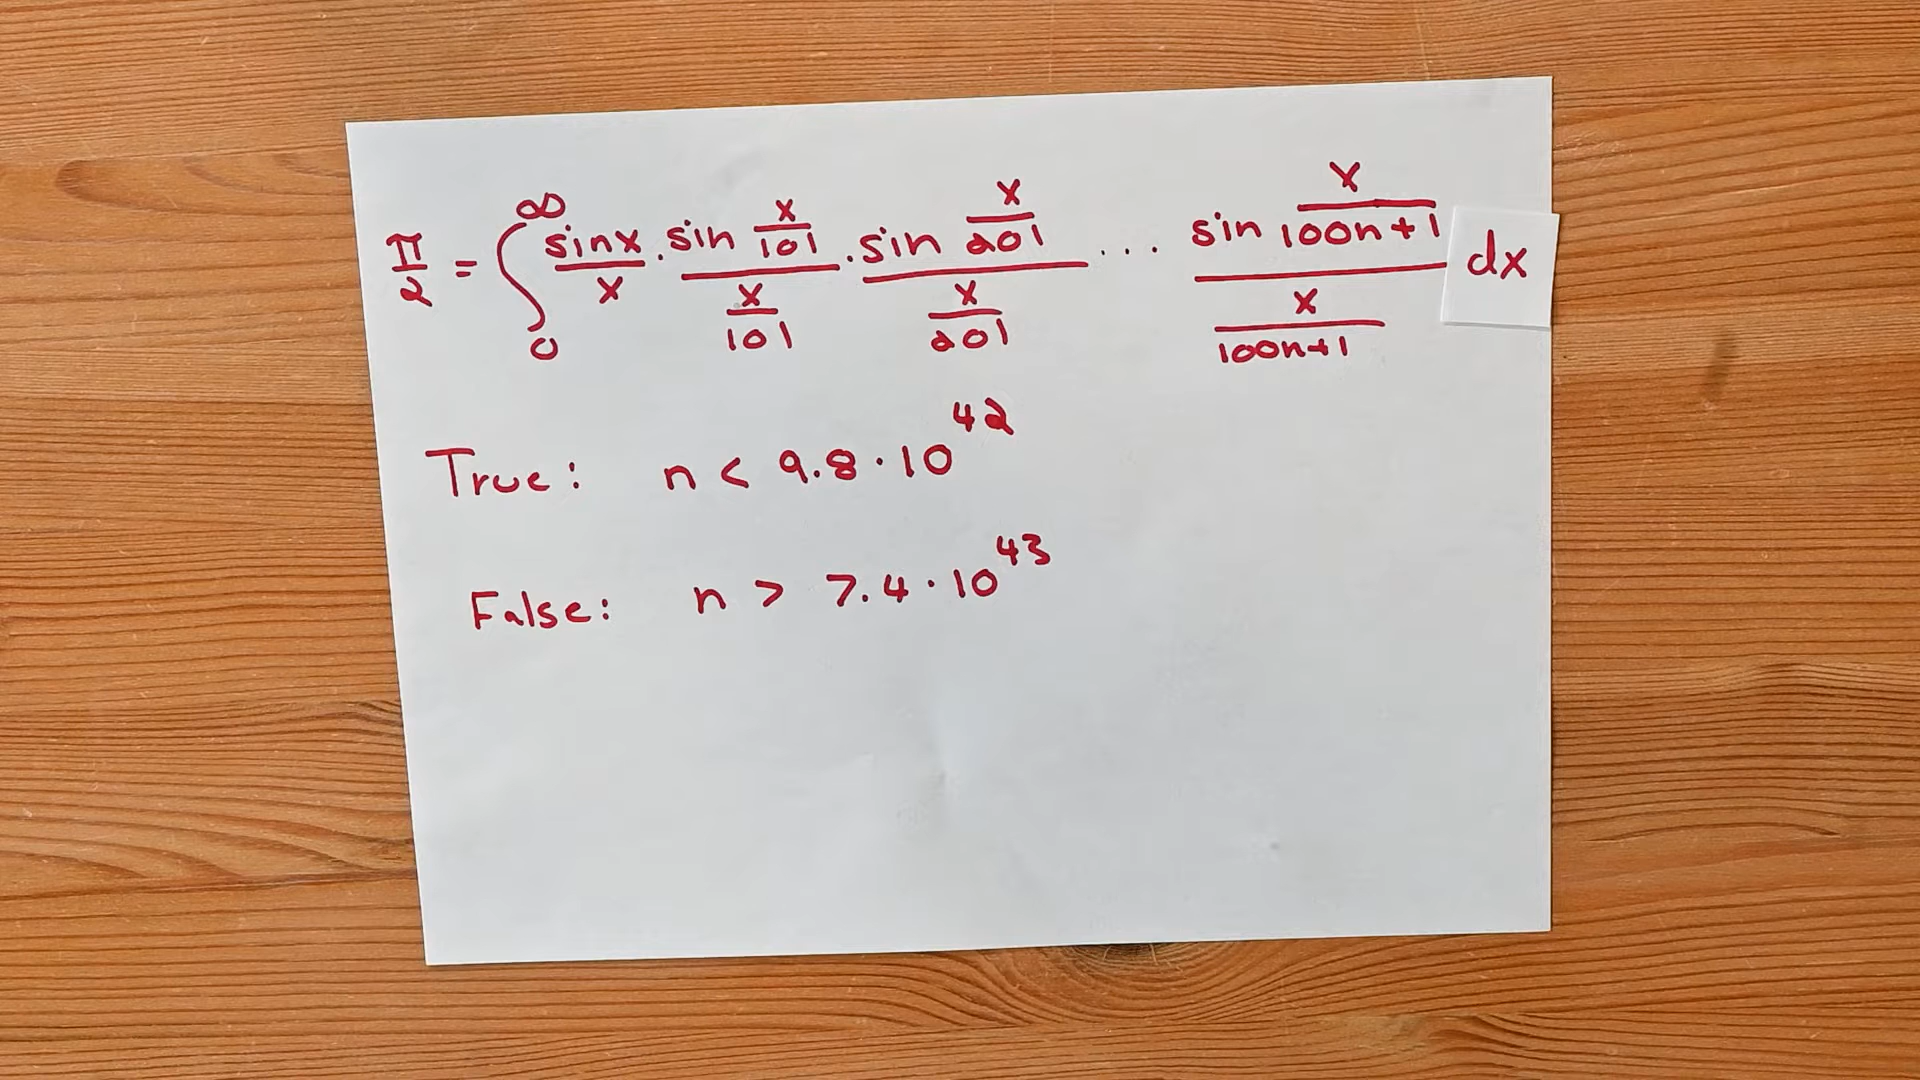 π/2 = ∫₀^∞ sinx/x · (sin x/101)/(x/101) · (sin x/201)/(x/201) ... (sin x/(100n+1))/(x/(100n+1)) dx
True: n < 9.8 · 10^42
False: n > 7.4 · 10^43